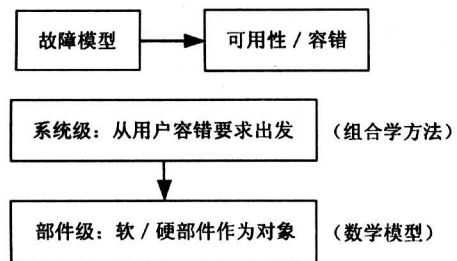 故障模型 可用性／容错
系统级：从用户容错要求出发 （组合学方法）
部件级：软／硬部件作为对象 （数学模型）